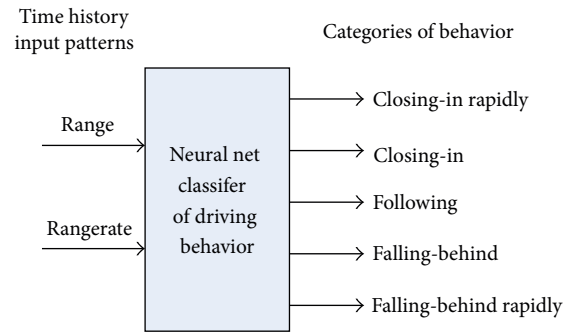 Time history
input patterns
Categories of behavior
Range
Rangerate
Neural net
classifer
of driving
behavior
Closing-in rapidly
Closing-in
Following
Falling-behind
Falling-behind rapidly